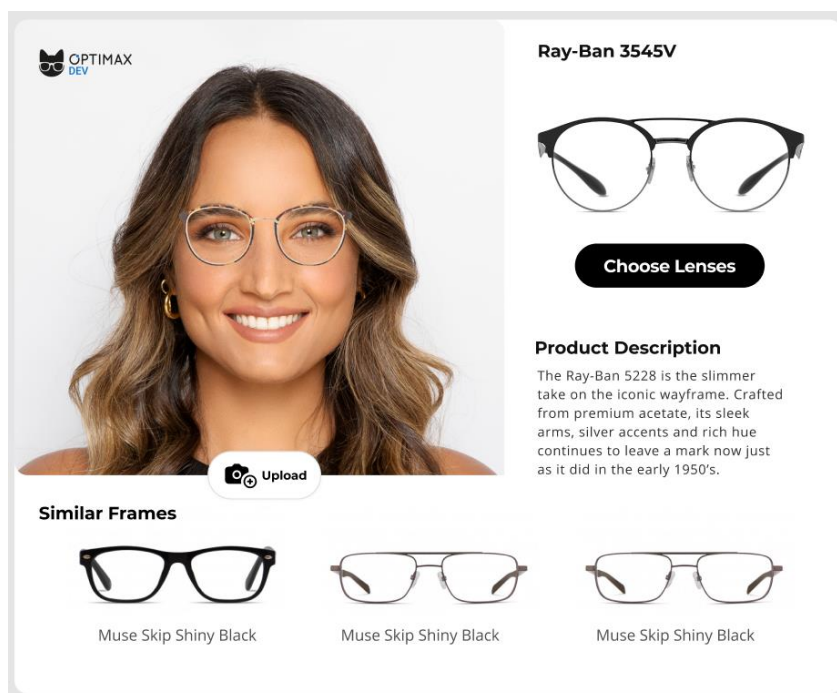 OPTIMAX
DEV
Ray-Ban 3545V
Choose Lenses
Product Description
The Ray-Ban 5228 is the slimmer
take on the iconic wayframe. Crafted
from premium acetate, its sleek
arms, silver accents and rich hue
continues to leave a mark now just
as it did in the early 1950's.
Upload
Similar Frames
Muse Skip Shiny Black
Muse Skip Shiny Black
Muse Skip Shiny Black